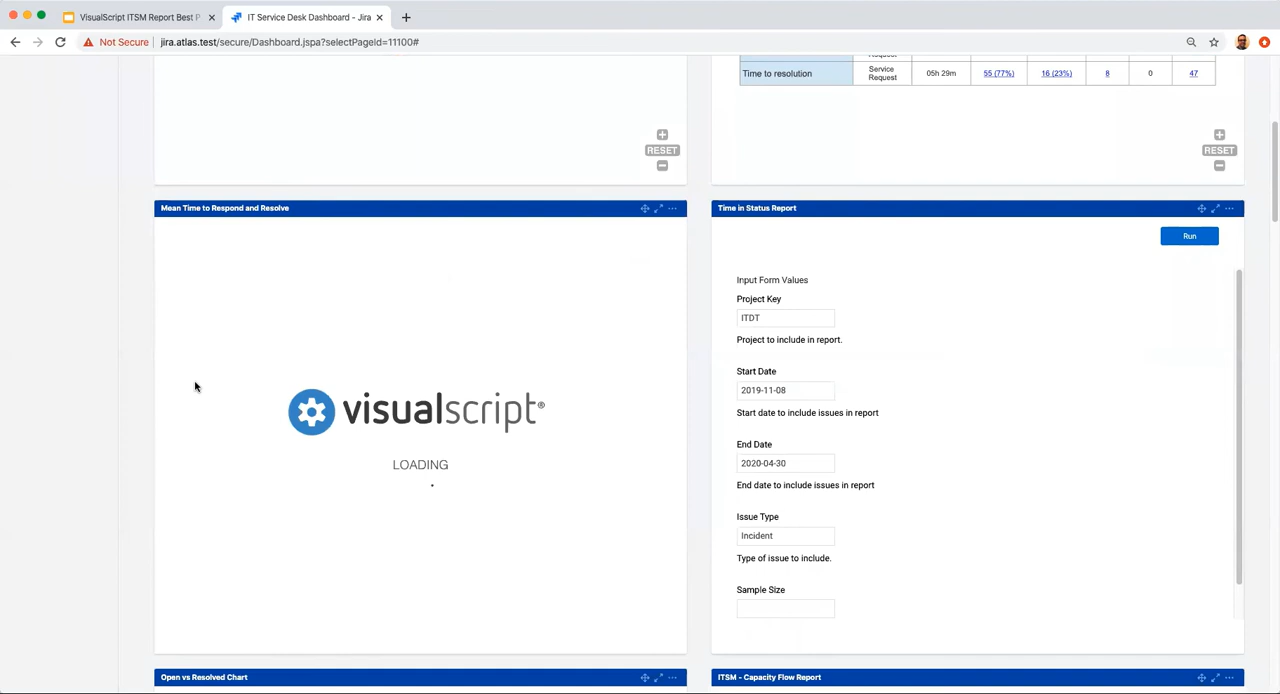 VisualScript ITSM Report Best P
IT Service Desk Dashboard - Jira
Not Secure
jira.atlas.test/secure/Dashboard.jspa?selectPageId=11100#
Request
Time to resolution
Service
Request
05h 29m
55 (77%)
16 (23%)
8
0
47
RESET
RESET
Mean Time to Respond and Resolve
visualscript®
LOADING
Time in Status Report
Run
Input Form Values
Project Key
ITDT
Project to include in report.
Start Date
2019-11-08
Start date to include issues in report
End Date
2020-04-30
End date to include issues in report
Issue Type
Incident
Type of issue to include.
Sample Size
Open vs Resolved Chart
ITSM - Capacity Flow Report